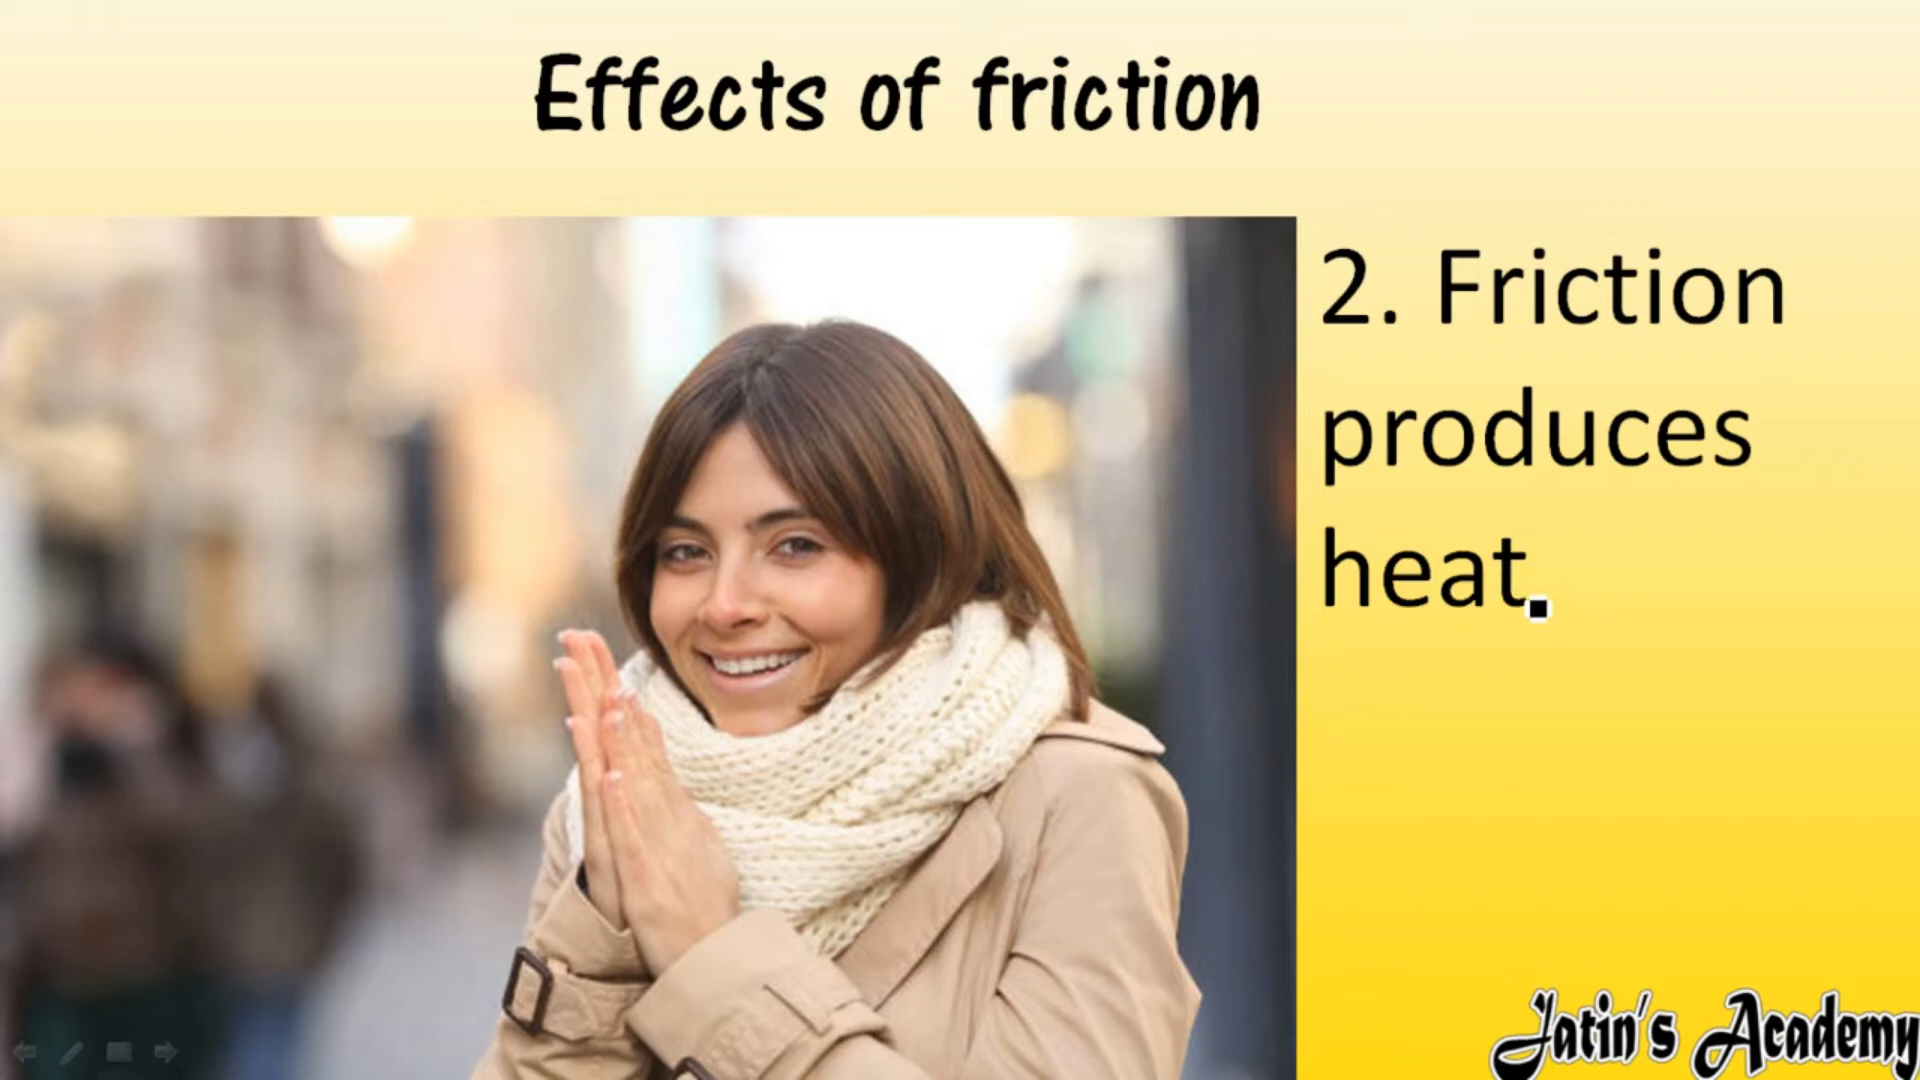 Effects of friction
2. Friction
produces
heat.
Jatin's Academy